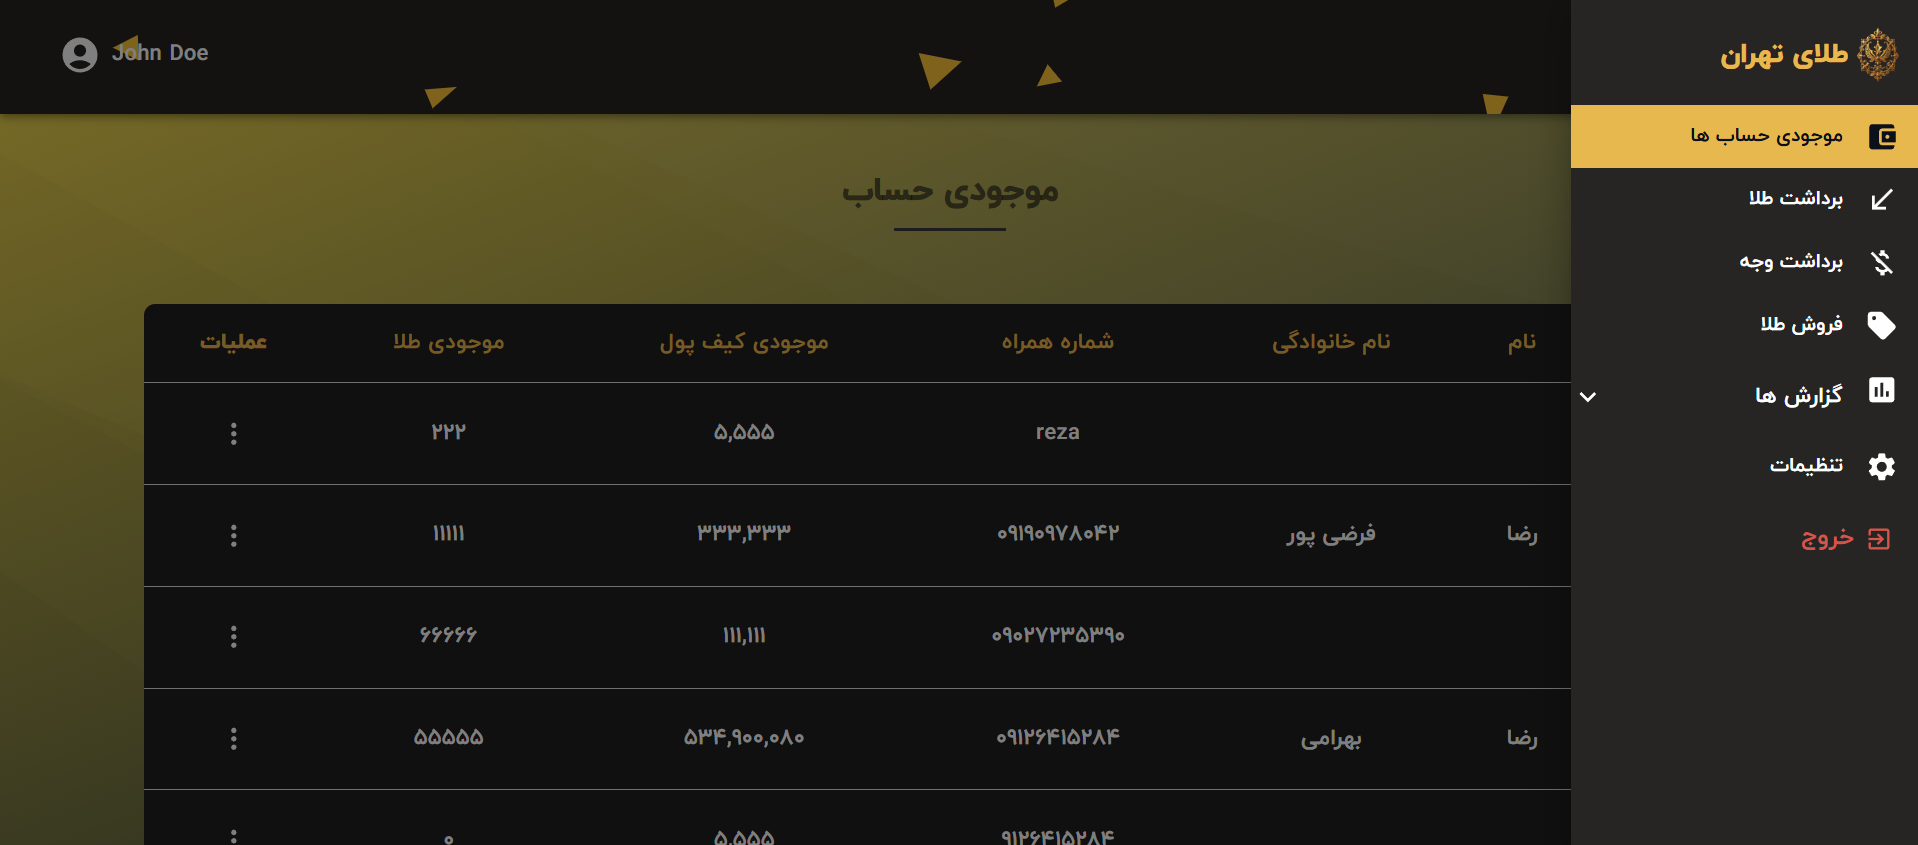 طلای تهران
موجودی حساب ها
برداشت طلا
برداشت وجه
فروش طلا
گزارش ها
تنظیمات
خروج
John Doe
موجودی حساب
نام نام خانوادگی شماره همراه موجودی کیف پول موجودی طلا عملیات
reza ۵,۵۵۵ ۲۲۲
رضا فرضی پور ۰۹۱۹۰۹۷۸۰۴۲ ۳۳۳,۳۳۳ ۱۱۱۱۱
۰۹۰۲۷۲۳۵۳۹۰ ۱۱۱,۱۱۱ ۶۶۶۶۶
رضا بهرامی ۰۹۱۲۶۴۱۵۲۸۴ ۵۳۴,۹۰۰,۰۸۰ ۵۵۵۵۵
۹۱۲۶۴۱۵۲۸۴ ۵,۵۵۵ ۰